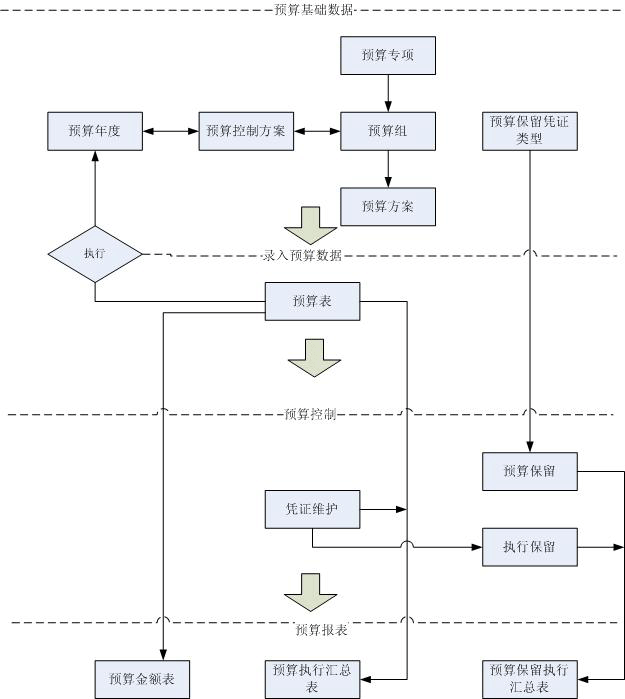 预算基础数据
预算专项
预算年度
预算控制方案
预算组
预算保留凭证
类型
预算方案
执行
录入预算数据
预算表
预算控制
预算保留
凭证维护
执行保留
预算报表
预算金额表
预算执行汇总
表
预算保留执行
汇总表